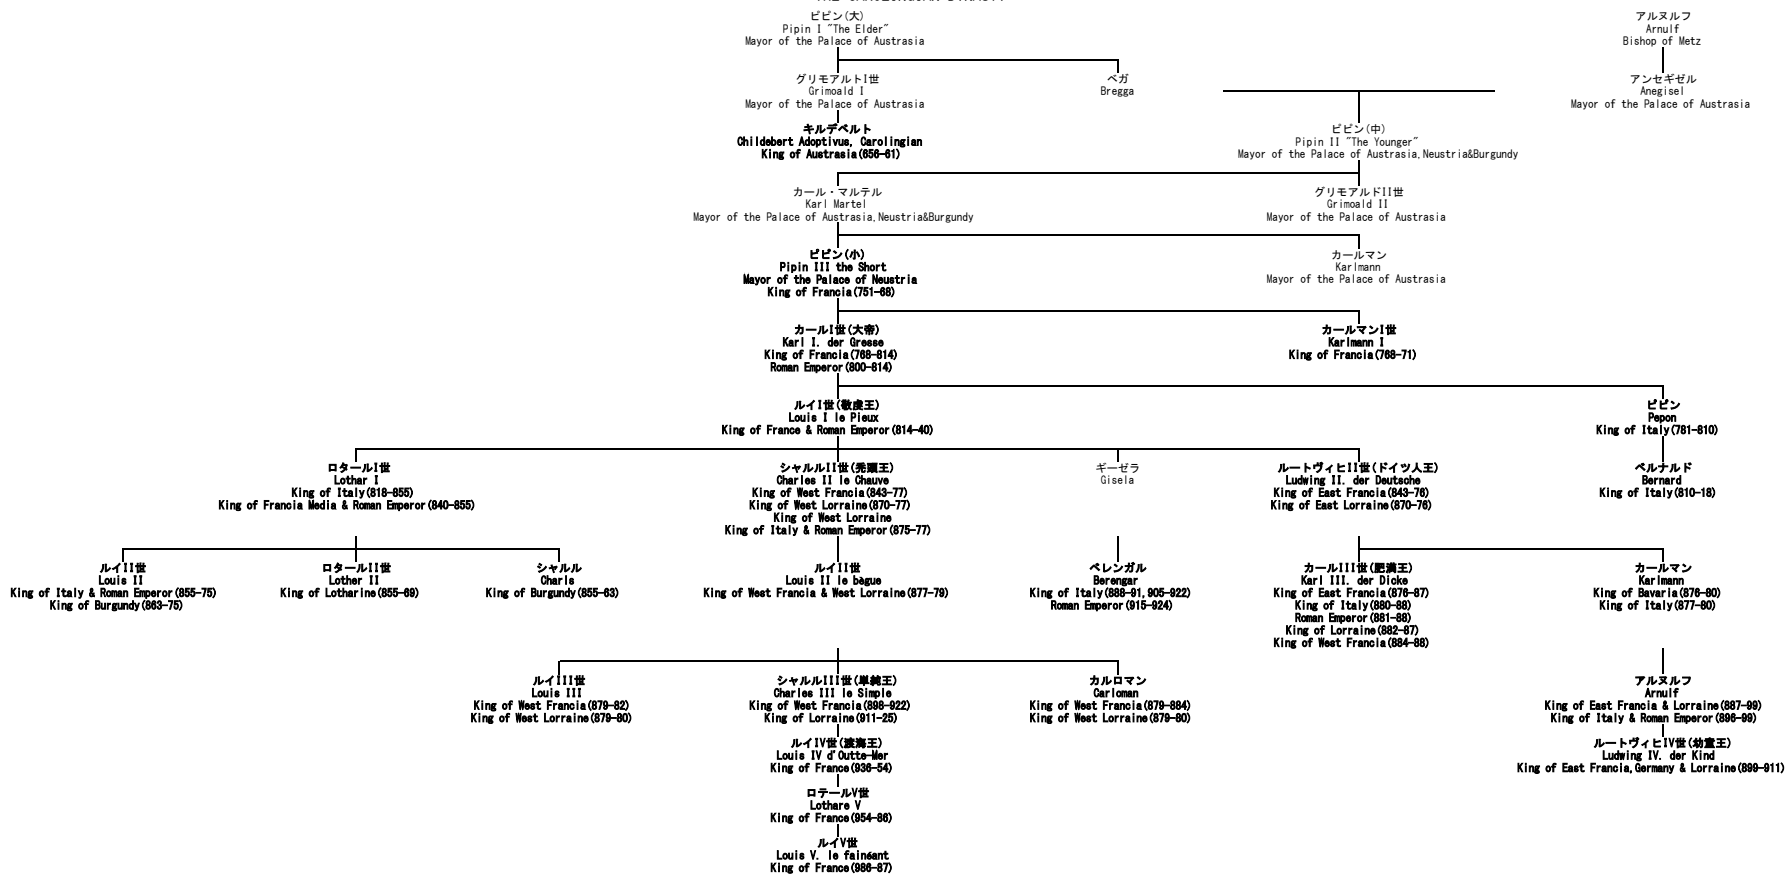 ピピン(大)
Pipin I "The Elder"
Mayor of the Palace of Austrasia
アルヌルフ
Arnulf
Bishop of Metz
グリモアルトI世
Grimoald I
Mayor of the Palace of Austrasia
ベガ
Bregga
アンセギゼル
Anegisel
Mayor of the Palace of Austrasia
キルデベルト
Childebert Adoptivus, Carolingian
King of Austrasia(656-61)
ピピン(中)
Pipin II "The Younger"
Mayor of the Palace of Austrasia,Neustria&Burgundy
カール・マルテル
Karl Martel
Mayor of the Palace of Austrasia,Neustria&Burgundy
グリモアルドII世
Grimoald II
Mayor of the Palace of Austrasia
ピピン(小)
Pipin III the Short
Mayor of the Palace of Neustria
King of Francia(751-68)
カールマン
Karlmann
Mayor of the Palace of Austrasia
カールI世(大帝)
Karl I. der Gresse
King of Francia(768-814)
Roman Emperor(800-814)
カールマンI世
Karlmann I
King of Francia(768-71)
ルイI世(敬虔王)
Louis I le Pieux
King of France & Roman Emperor(814-40)
ピピン
Pepon
King of Italy(781-810)
ロタールI世
Lothar I
King of Italy(818-855)
King of Francia Media & Roman Emperor(840-855)
シャルルII世(禿頭王)
Charles II le Chauve
King of West Francia(843-77)
King of West Lorraine(870-77)
King of West Lorraine
King of Italy & Roman Emperor(875-77)
ギーゼラ
Gisela
ルートヴィヒII世(ドイツ人王)
Ludwing II. der Deutsche
King of East Francia(843-76)
King of East Lorraine(870-76)
ベルナルド
Bernard
King of Italy(810-18)
ルイII世
Louis II
King of Italy & Roman Emperor(855-75)
King of Burgundy(863-75)
ロタールII世
Lother II
King of Lotharine(855-69)
シャルル
Charls
King of Burgundy(855-63)
ルイII世
Louis II le bègue
King of West Francia & West Lorraine(877-79)
ベレンガル
Berengar
King of Italy(888-91,905-922)
Roman Emperor(915-924)
カールIII世(肥満王)
Karl III. der Dicke
King of East Francia(876-87)
King of Italy(880-88)
Roman Emperor(881-88)
King of Lorraine(882-87)
King of West Francia(884-88)
カールマン
Karlmann
King of Bavaria(876-80)
King of Italy(877-80)
ルイIII世
Louis III
King of West Francia(879-82)
King of West Lorraine(879-80)
シャルルIII世(単純王)
Charles III le Simple
King of West Francia(898-922)
King of Lorraine(911-25)
カルロマン
Carloman
King of West Francia(879-884)
King of West Lorraine(879-80)
アルヌルフ
Arnulf
King of East Francia & Lorraine(887-99)
King of Italy & Roman Emperor(896-99)
ルイIV世(渡海王)
Louis IV d'Outte-Mer
King of France(936-54)
ルートヴィヒIV世(幼童王)
Ludwing IV. der Kind
King of East Francia,Germany & Lorraine(899-911)
ロテールV世
Lothare V
King of France(954-86)
ルイV世
Louis V. le fainéant
King of France(986-87)